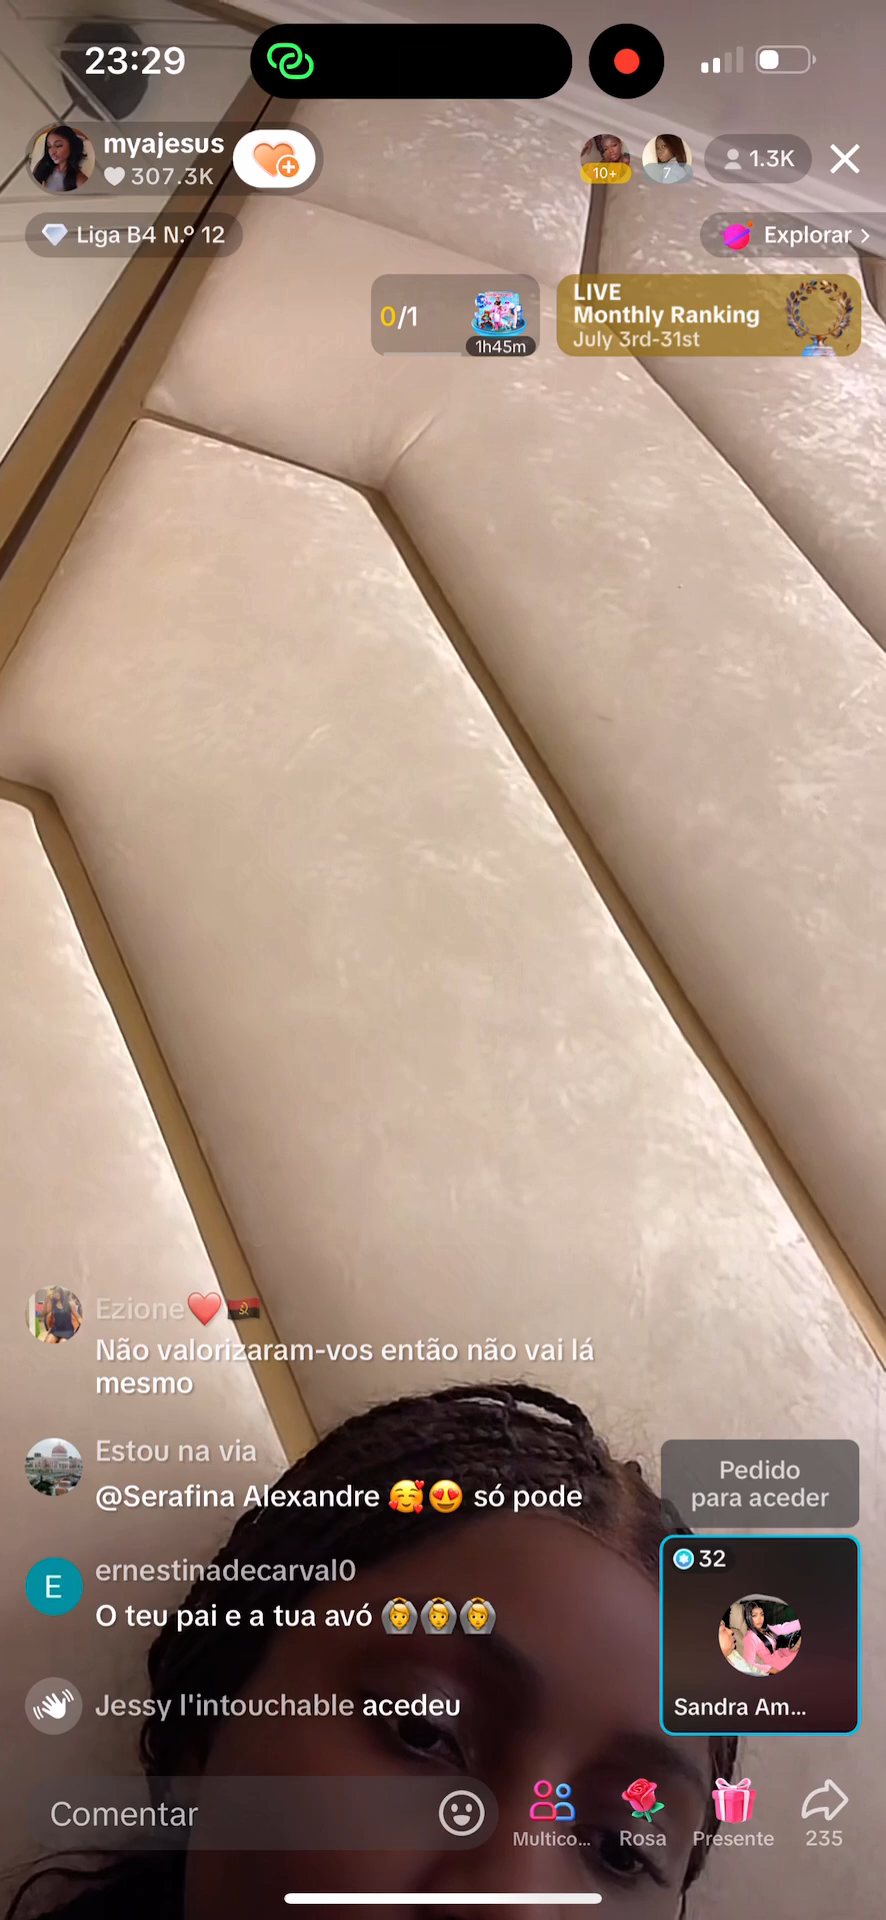 23:29
myajesus
307.3K
10+
7
1.3K
Liga B4 N.º 12
Explorar
0/1
1h45m
LIVE
Monthly Ranking
July 3rd-31st
Ezione❤️🇦🇴
Não valorizaram-vos então não vai lá
mesmo
Estou na via
@Serafina Alexandre 🥰😍 só pode
E
ernestinadecarval0
O teu pai e a tua avó 🙆🙆🙆
Jessy l'intouchable acedeu
Pedido
para aceder
32
Sandra Am...
Comentar
Multico...
Rosa
Presente
235